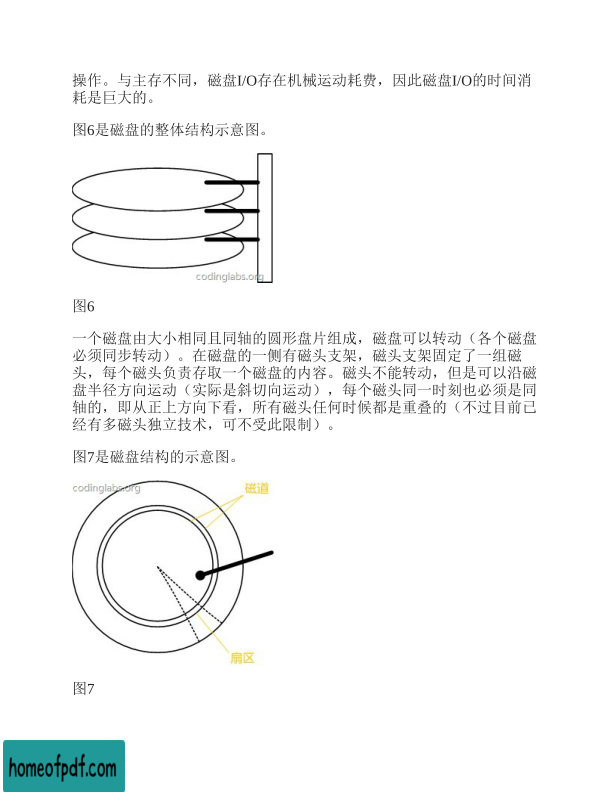 操作。与主存不同，磁盘I/O存在机械运动耗费，因此磁盘I/O的时间消
耗是巨大的。
图6是磁盘的整体结构示意图。
codinglabs.org
图6
一个磁盘由大小相同且同轴的圆形盘片组成，磁盘可以转动（各个磁盘
必须同步转动）。在磁盘的一侧有磁头支架，磁头支架固定了一组磁
头，每个磁头负责存取一个磁盘的内容。磁头不能转动，但是可以沿磁
盘半径方向运动（实际是斜切向运动），每个磁头同一时刻也必须是同
轴的，即从正上方向下看，所有磁头任何时候都是重叠的（不过目前已
经有多磁头独立技术，可不受此限制）。
图7是磁盘结构的示意图。
codinglabs.org
磁道
扇区
图7
homeofpdf.com